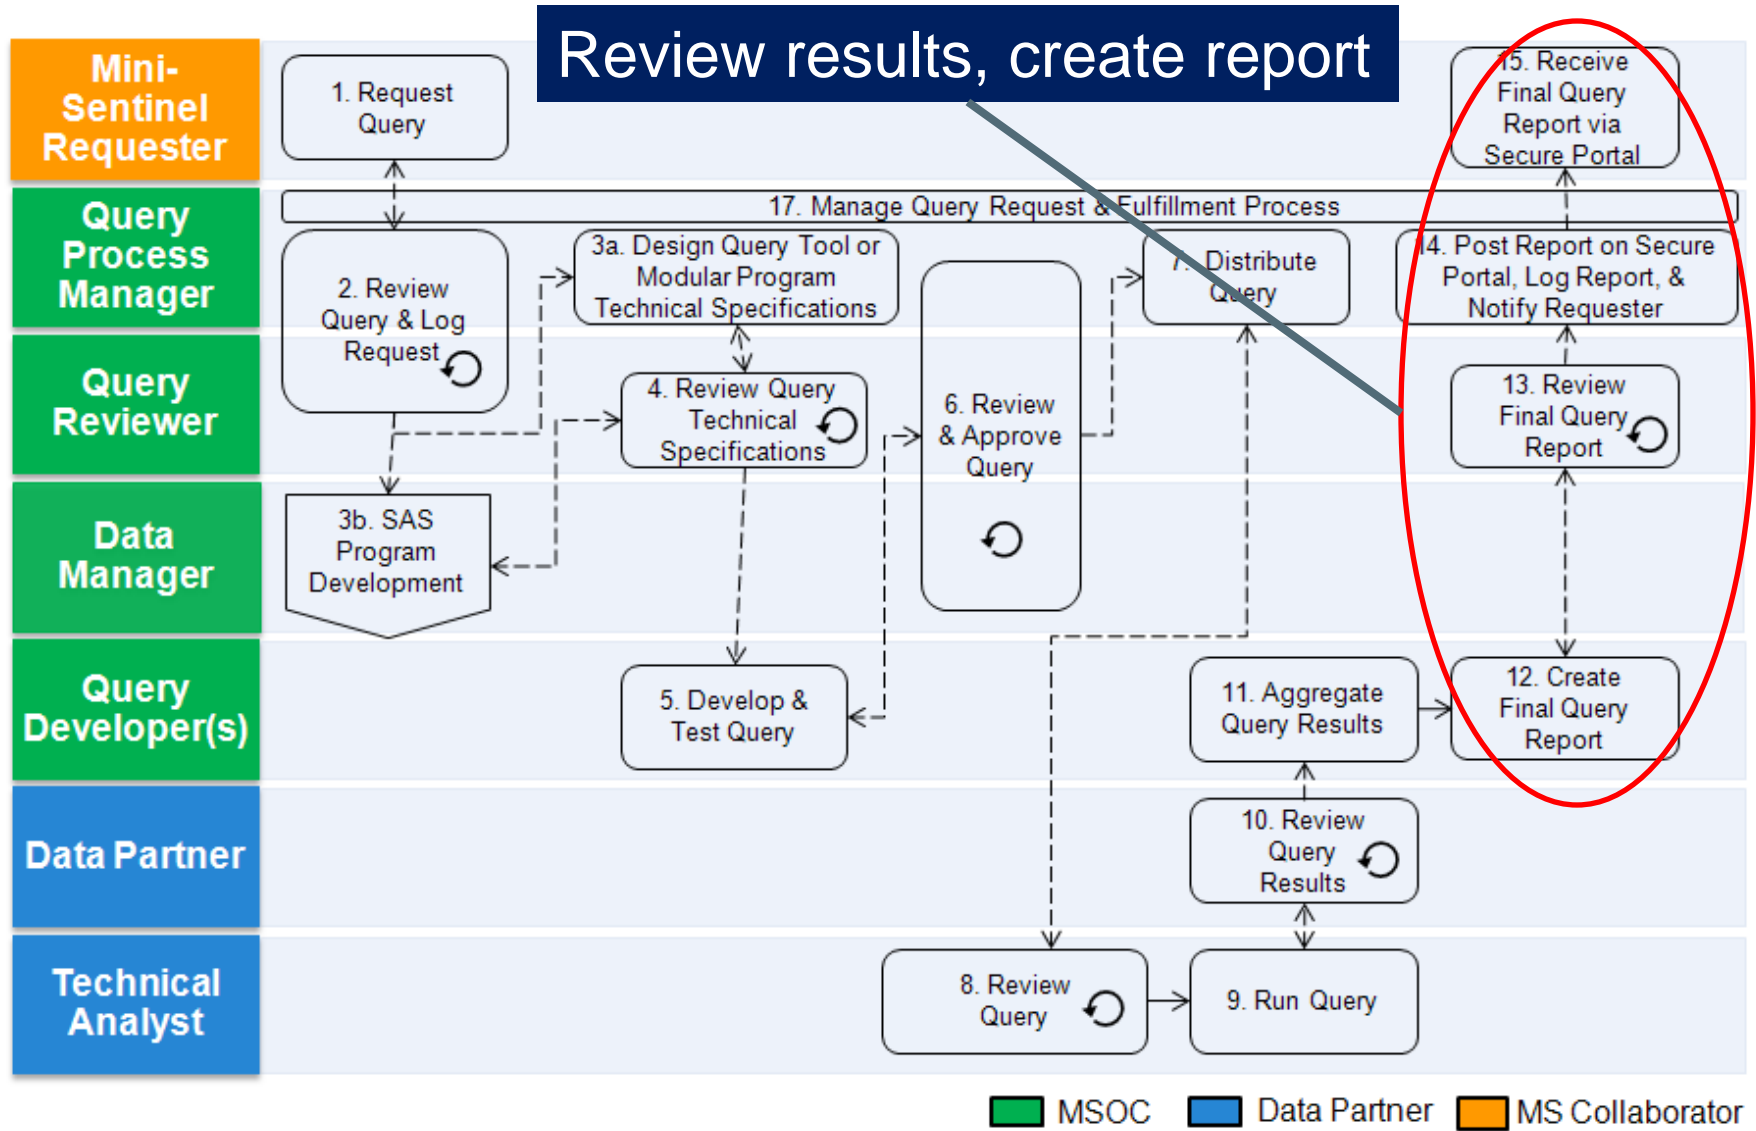 Review results, create report
Mini-
Sentinel
Requester
1. Request
Query
15. Receive
Final Query
Report via
Secure Portal
Query
Process
Manager
17. Manage Query Request & Fulfillment Process
2. Review
Query & Log
Request
3a. Design Query Tool or
Modular Program
Technical Specifications
7. Distribute
Query
14. Post Report on Secure
Portal, Log Report, &
Notify Requester
Query
Reviewer
4. Review Query
Technical
Specifications
6. Review
& Approve
Query
13. Review
Final Query
Report
Data
Manager
3b. SAS
Program
Development
Query
Developer(s)
5. Develop &
Test Query
11. Aggregate
Query Results
12. Create
Final Query
Report
Data Partner
10. Review
Query
Results
Technical
Analyst
8. Review
Query
9. Run Query
MSOC
Data Partner
MS Collaborator